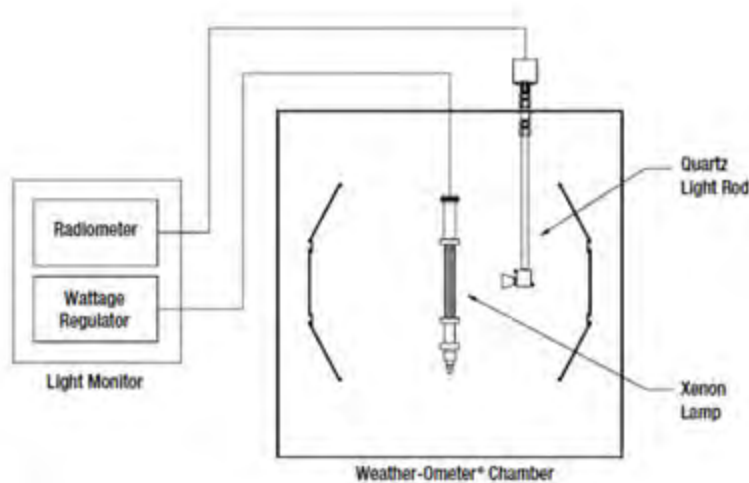 Radiometer
Wattage
Regulator
Light Monitor
Quartz
Light Rod
Xenon
Lamp
Weather-Ometer® Chamber